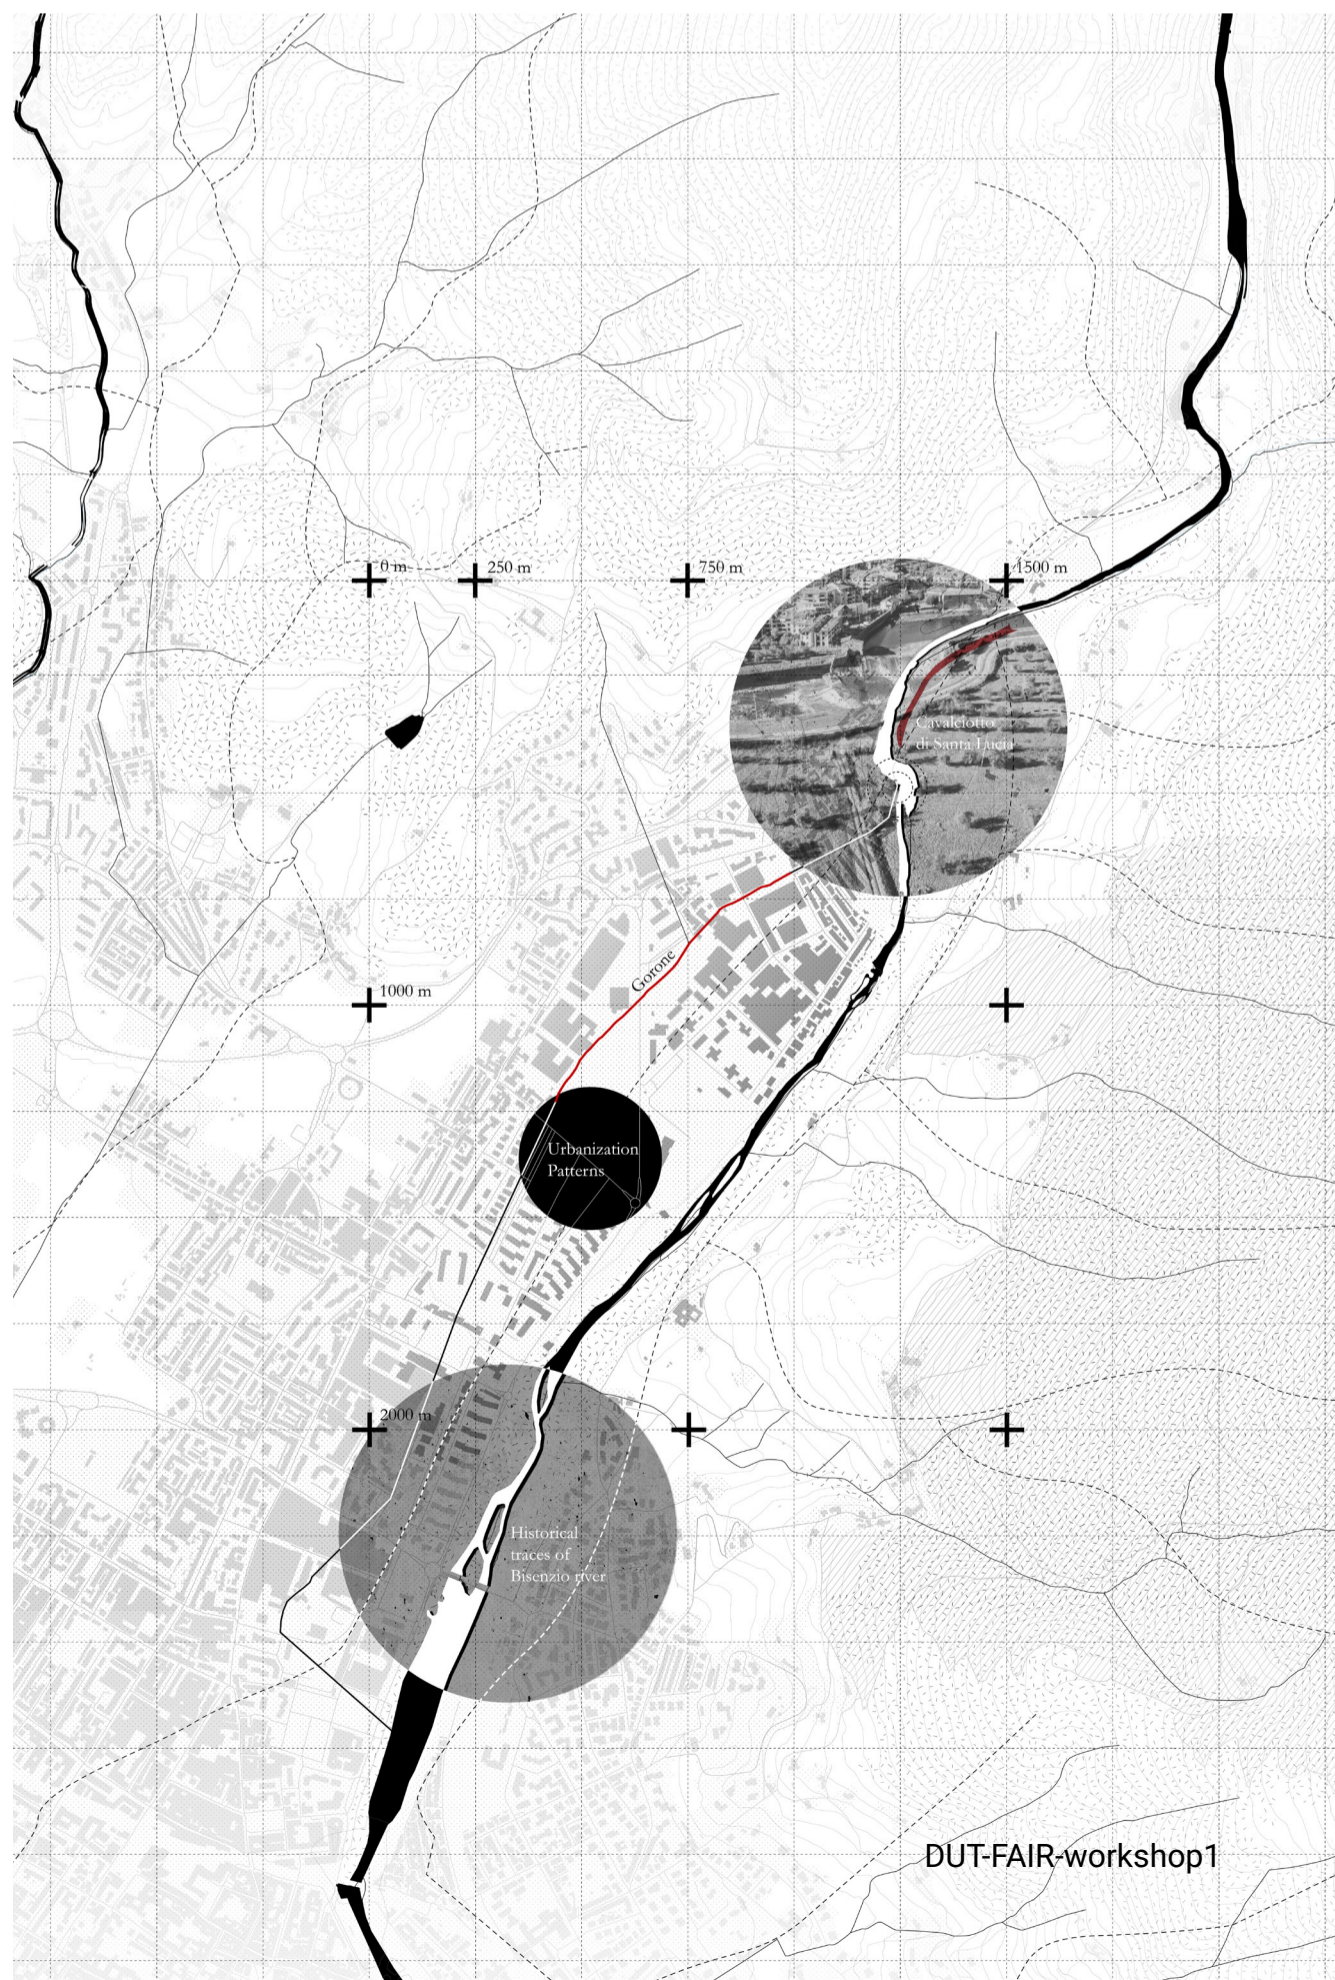 0 m
250 m
750 m
1500 m
Cavalciotto
di Santa Lucia
Gorone
1000 m
Urbanization
Patterns
2000 m
Historical
traces of
Bisenzio river
DUT-FAIR-workshop1